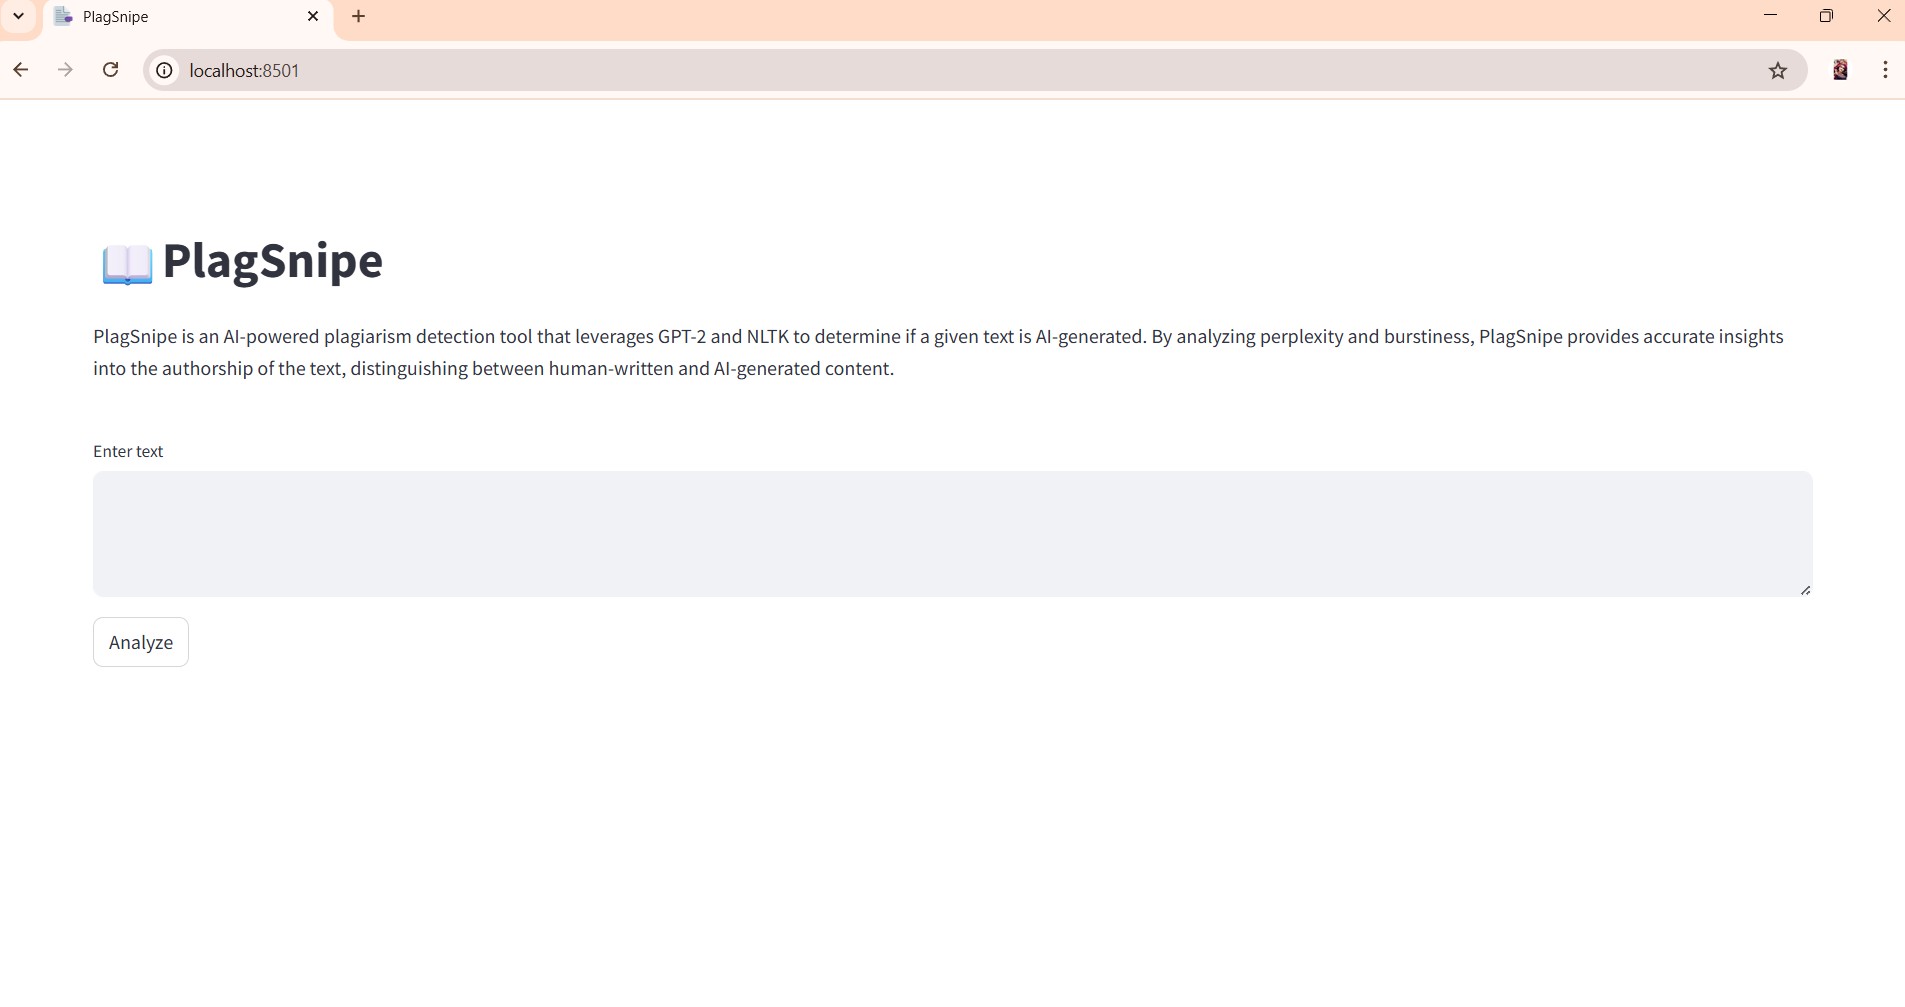 PlagSnipe
localhost:8501
PlagSnipe
PlagSnipe is an AI-powered plagiarism detection tool that leverages GPT-2 and NLTK to determine if a given text is AI-generated. By analyzing perplexity and burstiness, PlagSnipe provides accurate insights
into the authorship of the text, distinguishing between human-written and AI-generated content.
Enter text
Analyze